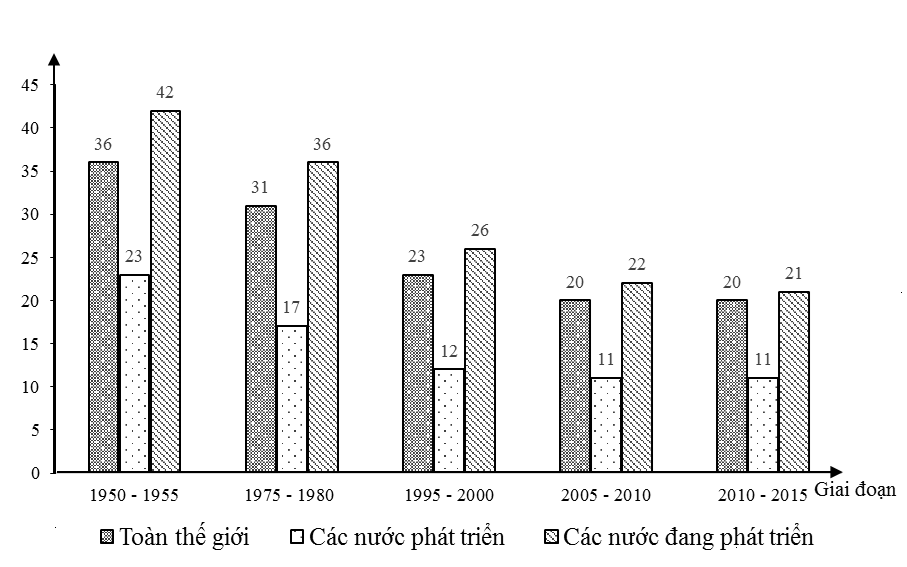 45
40
35
30
25
20
15
10
5
0
36 23 42
31 17 36
23 12 26
20 11 22
20 11 21
1950 - 1955 1975 - 1980 1995 - 2000 2005 - 2010 2010 - 2015 Giai đoạn
Toàn thế giới Các nước phát triển Các nước đang phát triển